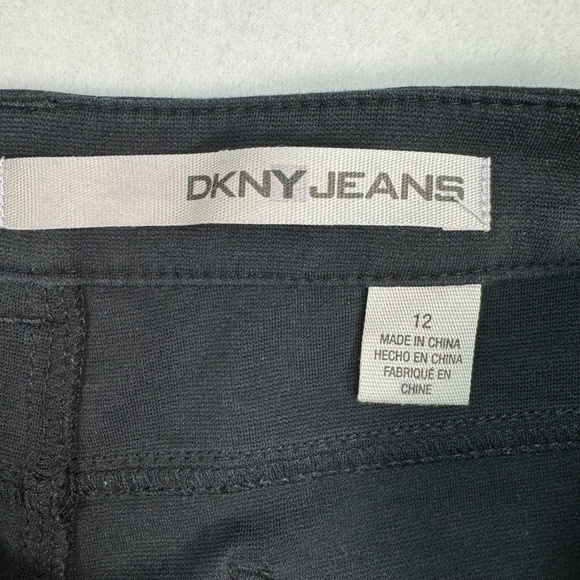 DKNY JEANS
12
MADE IN CHINA
HECHO EN CHINA
FABRIQUÉ EN
CHINE